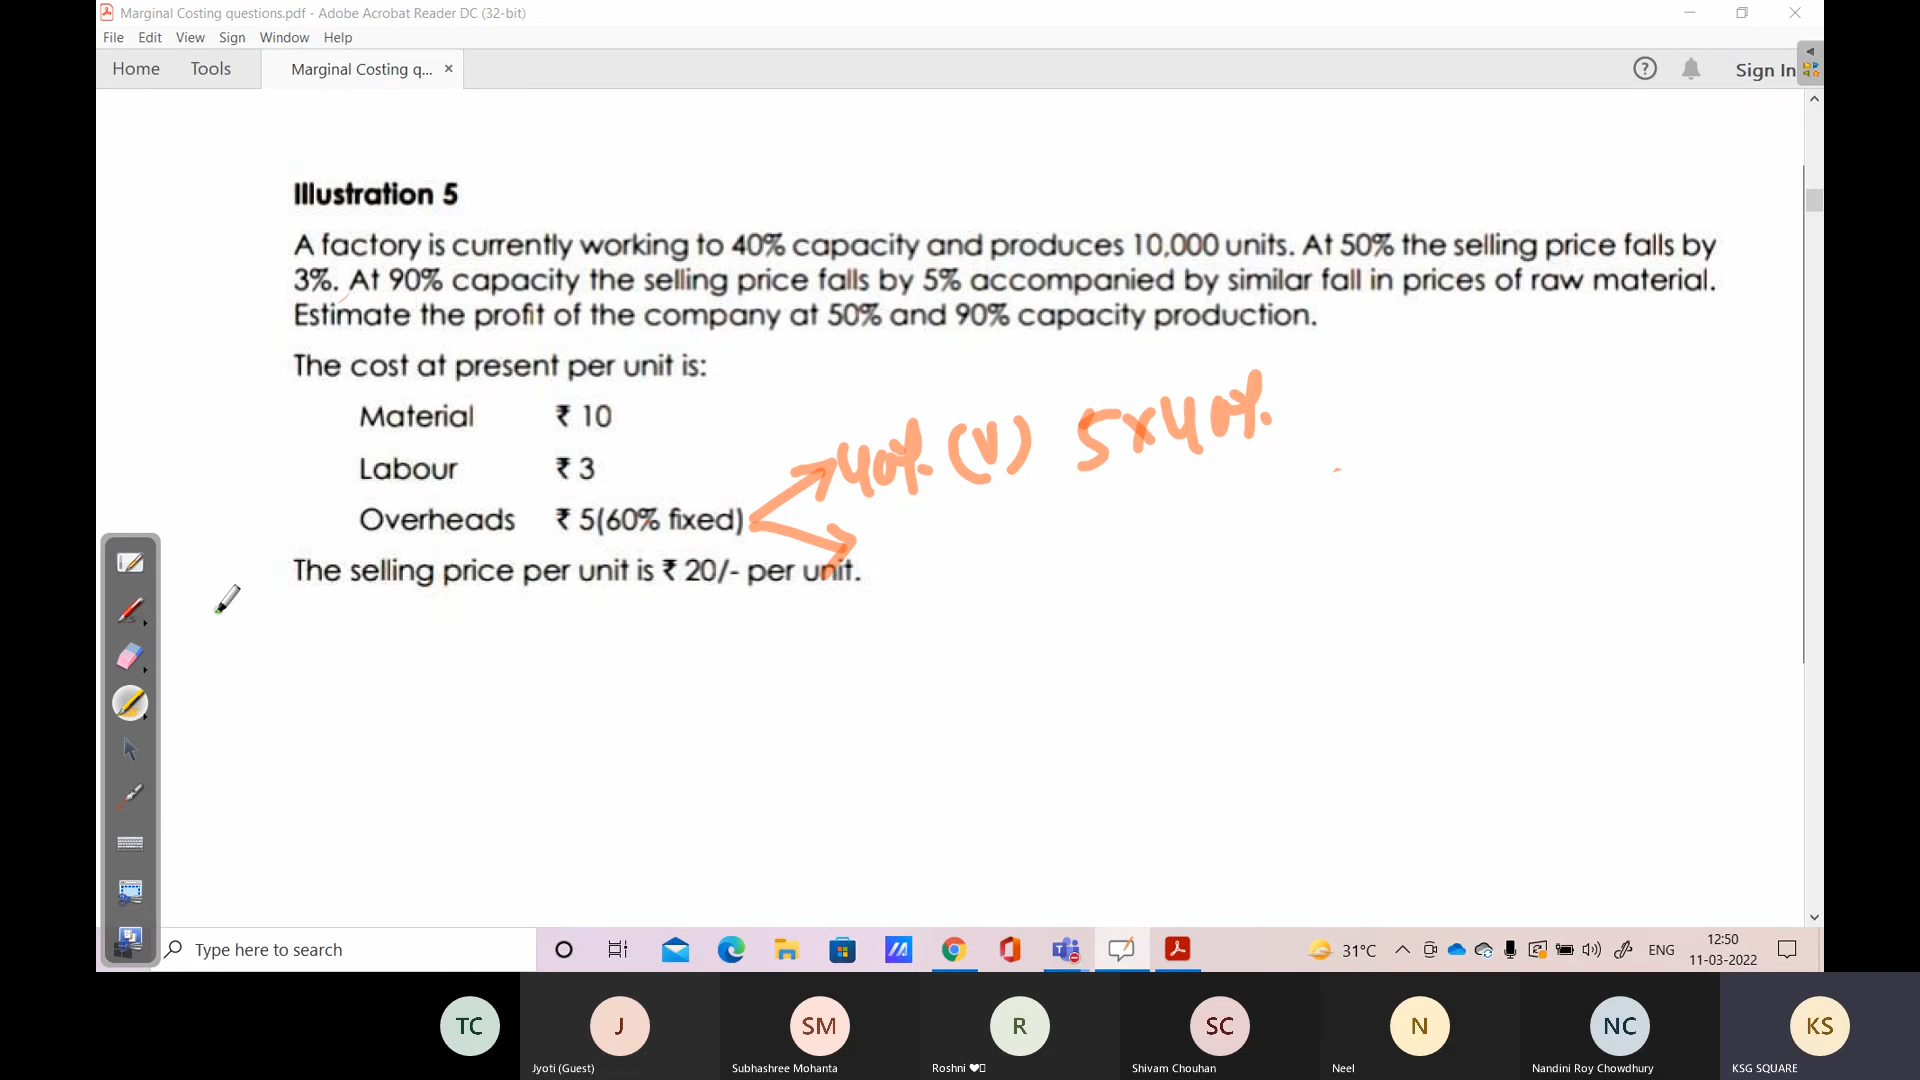 Marginal Costing questions.pdf - Adobe Acrobat Reader DC (32-bit)
File Edit View Sign Window Help
Home Tools Marginal Costing q... × Sign In
Illustration 5
A factory is currently working to 40% capacity and produces 10,000 units. At 50% the selling price falls by
3%. At 90% capacity the selling price falls by 5% accompanied by similar fall in prices of raw material.
Estimate the profit of the company at 50% and 90% capacity production.
The cost at present per unit is:
Material ₹ 10
40% (V) 5×40%
Labour ₹ 3
Overheads ₹ 5(60% fixed)
The selling price per unit is ₹ 20/- per unit.
Type here to search
31°C ENG 12:50
11-03-2022
TC J SM R SC N NC KS
Jyoti (Guest) Subhashree Mohanta Roshni ❤ Shivam Chouhan Neel Nandini Roy Chowdhury KSG SQUARE